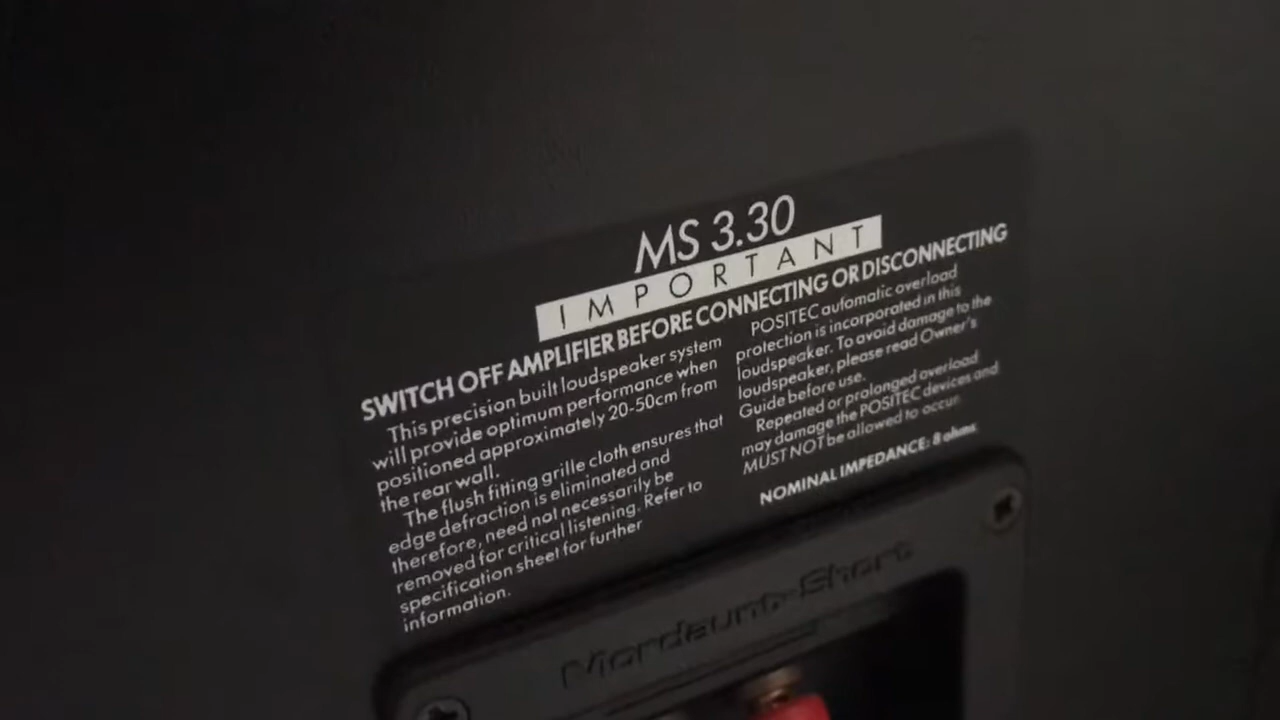 MS 3.30
IMPORTANT
SWITCH OFF AMPLIFIER BEFORE CONNECTING OR DISCONNECTING
This precision built loudspeaker system
will provide optimum performance when
positioned approximately 20-50cm from
the rear wall.
The flush fitting grille cloth ensures that
edge defraction is eliminated and
therefore, need not necessarily be
removed for critical listening. Refer to
specification sheet for further
information.
POSITEC automatic overload
protection is incorporated in this
loudspeaker. To avoid damage to the
loudspeaker, please read Owner's
Guide before use.
Repeated or prolonged overload
may damage the POSITEC devices and
MUST NOT be allowed to occur.
NOMINAL IMPEDANCE: 8 ohms
Mordaunt-Short